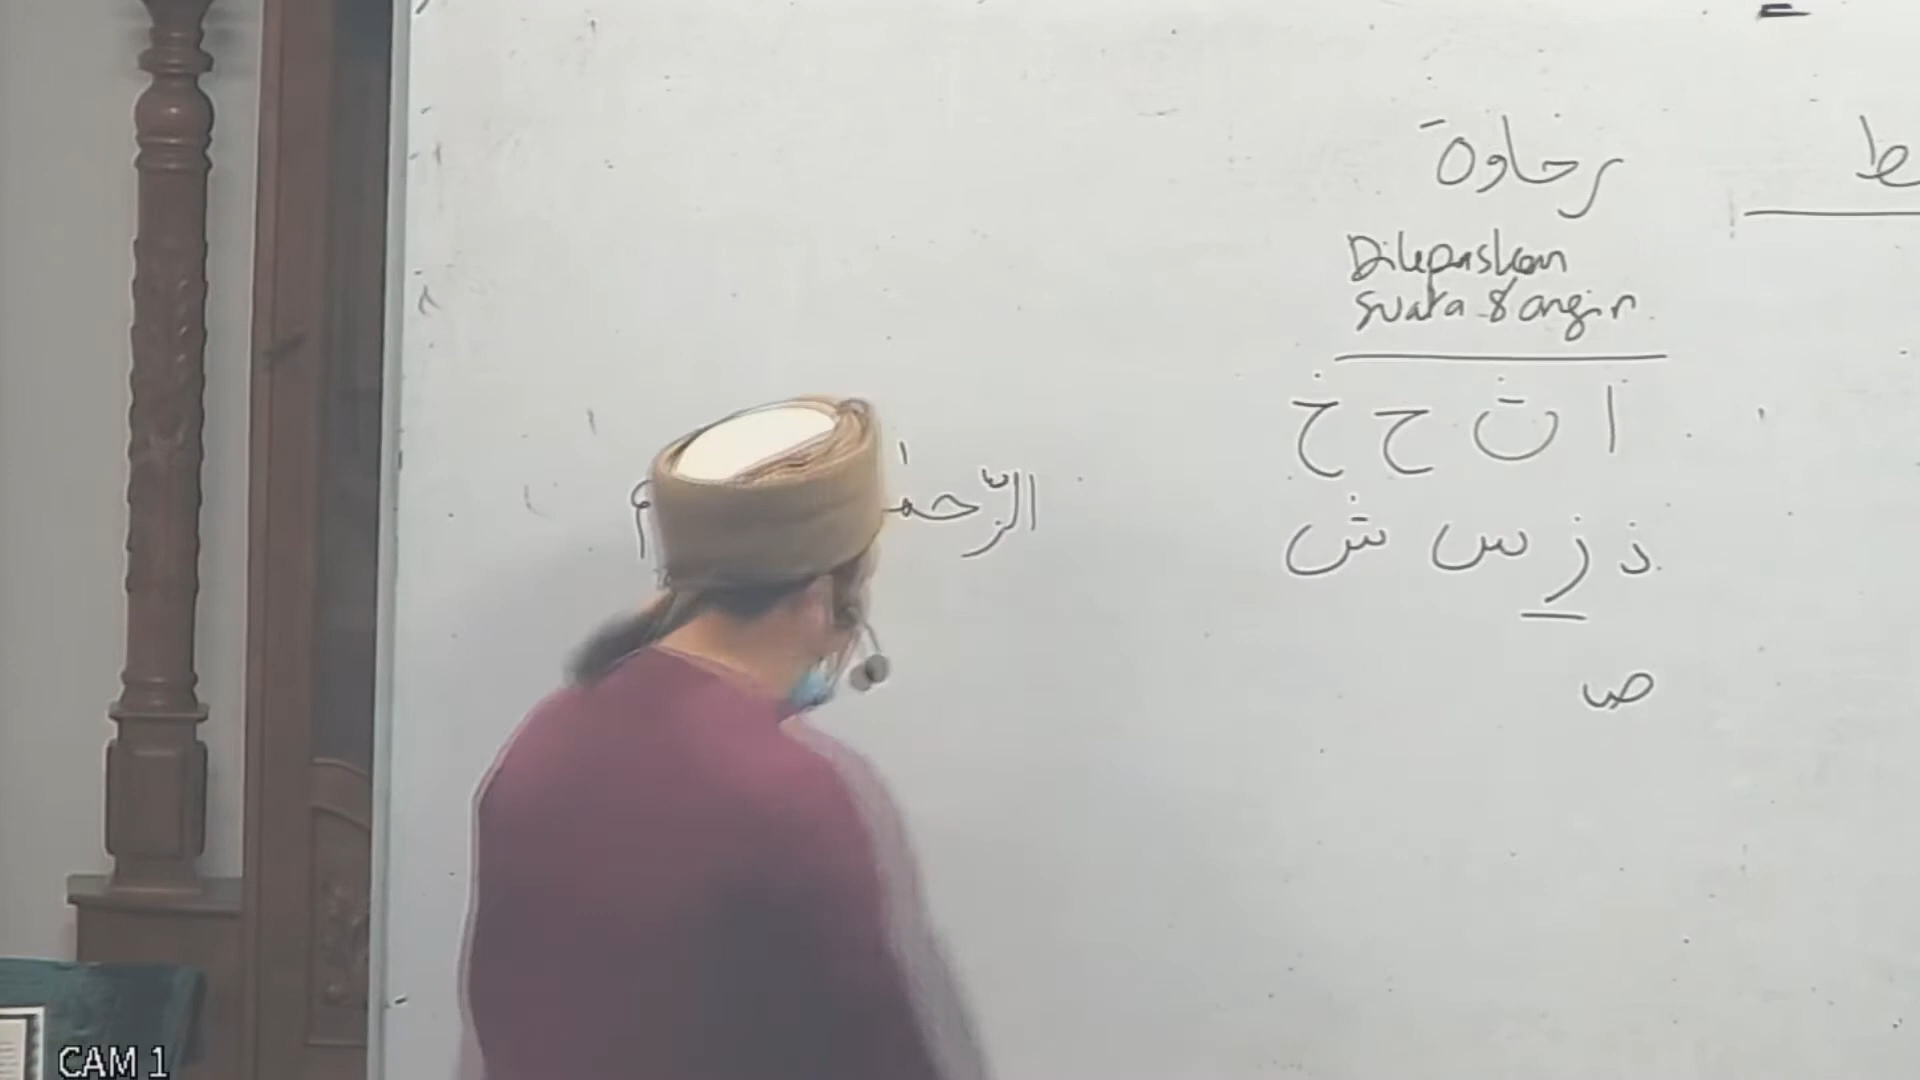 رخاوة
Dilepaskan
suara & angin
ا ث ح خ
ذ ز س ش
ص
CAM 1